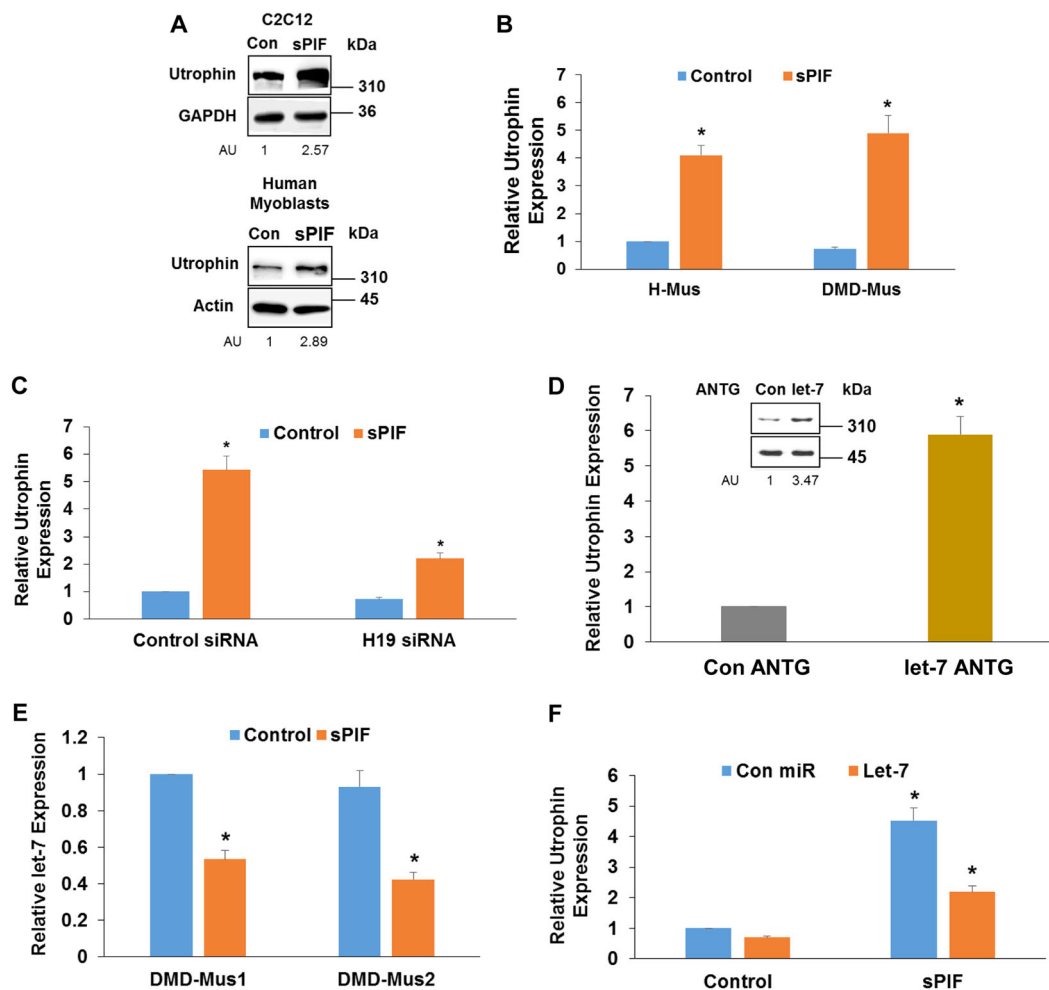 A
C2C12
Con sPIF kDa
Utrophin
310
GAPDH
36
AU 1 2.57
Human
Myoblasts
Con sPIF kDa
Utrophin
310
Actin
45
AU 1 2.89
B
Control sPIF
Relative Utrophin
Expression
7
6
5
4
3
2
1
0
* *
H-Mus DMD-Mus
C
Control sPIF
Relative Utrophin
Expression
7
6
5
4
3
2
1
0
* *
Control siRNA H19 siRNA
D
ANTG Con let-7 kDa
310
45
AU 1 3.47
Relative Utrophin Expression
7
6
5
4
3
2
1
0
*
Con ANTG let-7 ANTG
E
Control sPIF
Relative let-7 Expression
1.2
1
0.8
0.6
0.4
0.2
0
* *
DMD-Mus1 DMD-Mus2
F
Con miR Let-7
Relative Utrophin
Expression
6
5
4
3
2
1
0
* *
Control sPIF